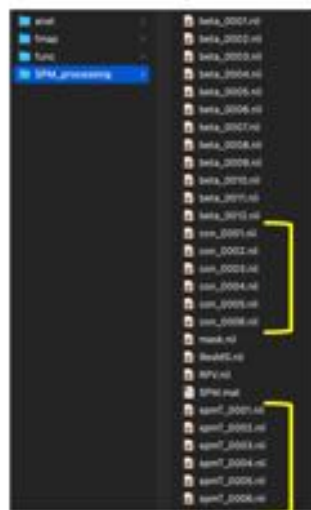 anat
fmap
func
SPM_processing
beta_0001.nii
beta_0002.nii
beta_0003.nii
beta_0004.nii
beta_0005.nii
beta_0006.nii
beta_0007.nii
beta_0008.nii
beta_0009.nii
beta_0010.nii
beta_0011.nii
beta_0012.nii
con_0001.nii
con_0002.nii
con_0003.nii
con_0004.nii
con_0005.nii
con_0006.nii
mask.nii
ResMS.nii
RPV.nii
SPM.mat
spmT_0001.nii
spmT_0002.nii
spmT_0003.nii
spmT_0004.nii
spmT_0005.nii
spmT_0006.nii